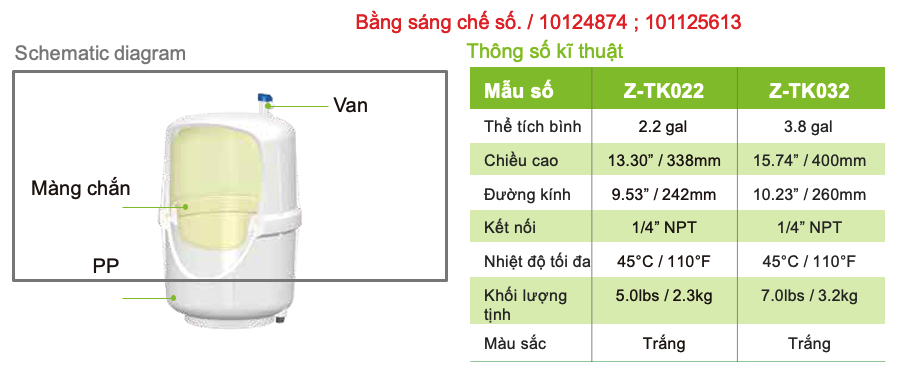 Bằng sáng chế số. / 10124874 ; 101125613
Schematic diagram
Van
Màng chắn
PP
Thông số kĩ thuật
Mẫu số Z-TK022 Z-TK032
Thể tích bình 2.2 gal 3.8 gal
Chiều cao 13.30” / 338mm 15.74” / 400mm
Đường kính 9.53” / 242mm 10.23” / 260mm
Kết nối 1/4” NPT 1/4” NPT
Nhiệt độ tối đa 45°C / 110°F 45°C / 110°F
Khối lượng tịnh 5.0lbs / 2.3kg 7.0lbs / 3.2kg
Màu sắc Trắng Trắng